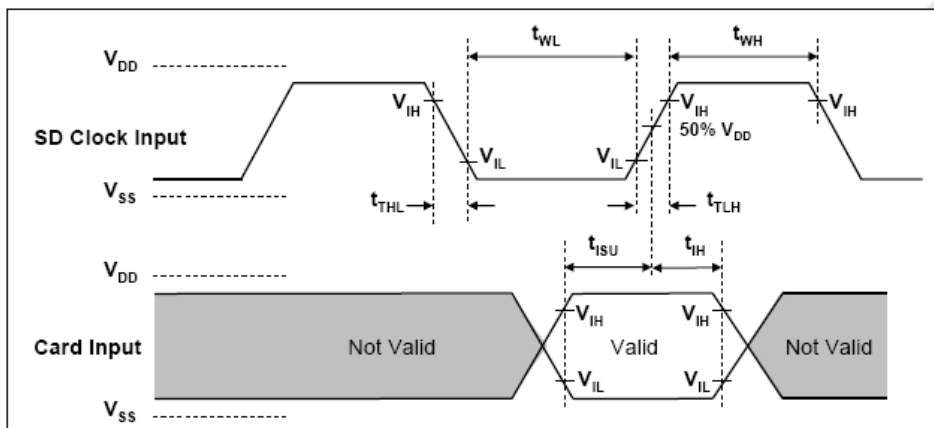 t_WL t_WH
V_DD
V_IH V_IH V_IH
50% V_DD
SD Clock Input
V_IL V_IL
V_SS
t_THL t_TLH
t_ISU t_IH
V_DD
V_IH V_IH
Card Input Not Valid Valid Not Valid
V_IL V_IL
V_SS